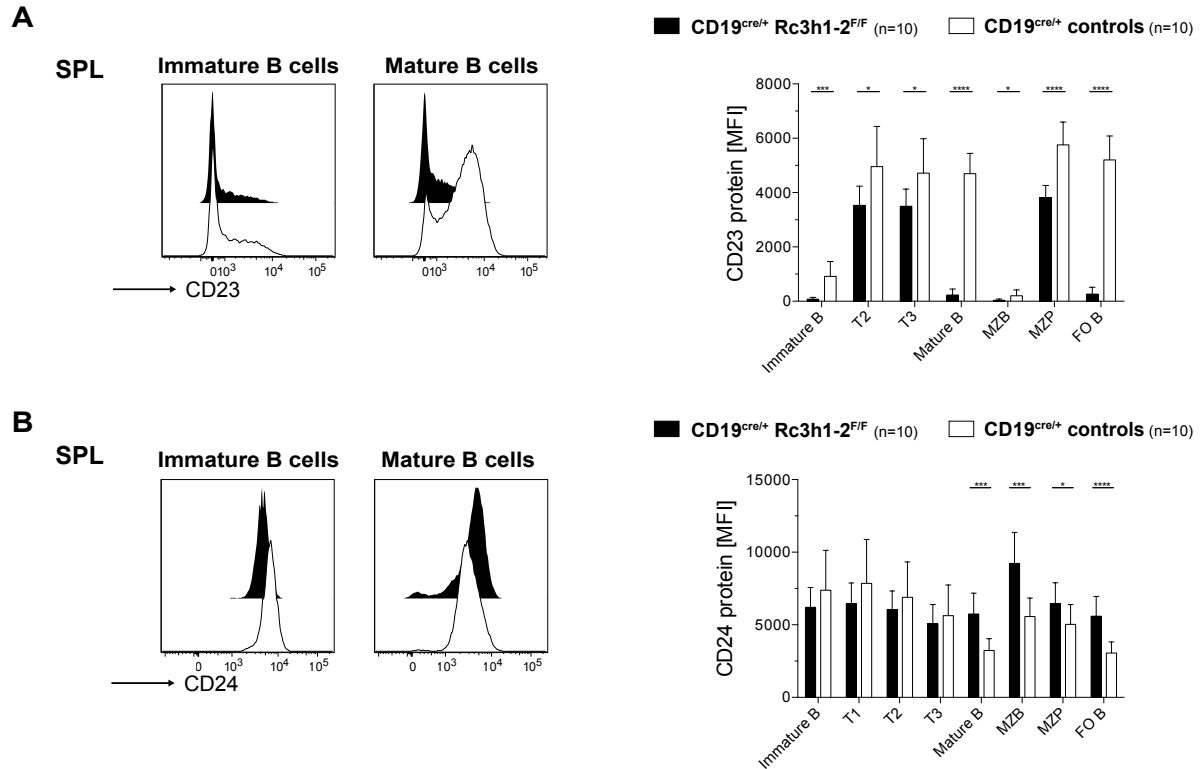 A
CD19cre/+ Rc3h1-2F/F (n=10) CD19cre/+ controls (n=10)
SPL
Immature B cells Mature B cells
0 10³ 10⁴ 10⁵ 0 10³ 10⁴ 10⁵
CD23
CD23 protein [MFI]
8000
6000
4000
2000
0
*** * * **** * **** ****
Immature B T2 T3 Mature B MZB MZP FO B
B
CD19cre/+ Rc3h1-2F/F (n=10) CD19cre/+ controls (n=10)
SPL
Immature B cells Mature B cells
0 10³ 10⁴ 10⁵ 0 10³ 10⁴ 10⁵
CD24
CD24 protein [MFI]
15000
10000
5000
0
*** *** * ****
Immature B T1 T2 T3 Mature B MZB MZP FO B